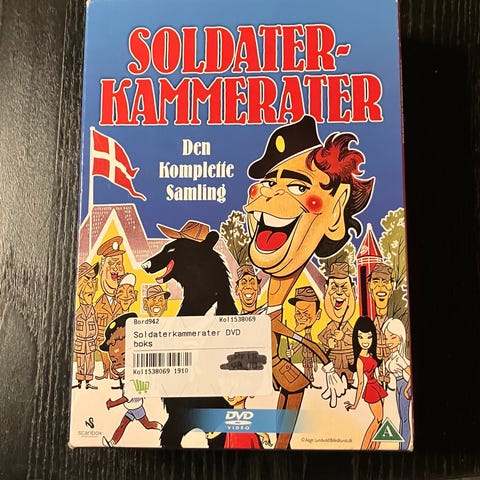 SOLDATER-
KAMMERATER
Den
Komplette
Samling
Bord942 Kol1538069
Soldaterkammerater DVD
boks
Kol1538069 1910
DVD
VIDEO
scanbox
A